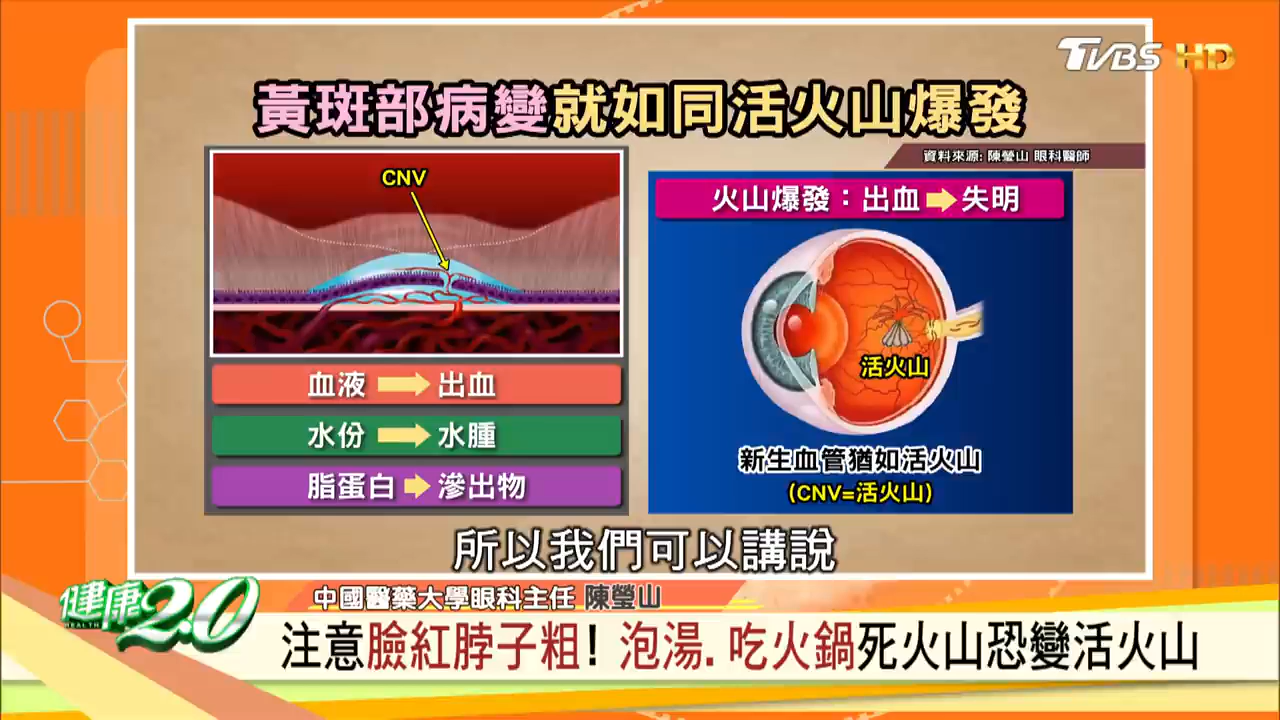 TVBS HD
黃斑部病變就如同活火山爆發
資料來源: 陳瑩山 眼科醫師
CNV
血液 出血
水份 水腫
脂蛋白 滲出物
火山爆發：出血 失明
活火山
新生血管猶如活火山
(CNV=活火山)
所以我們可以講說
健康2.0
HEALTH
中國醫藥大學眼科主任 陳瑩山
注意臉紅脖子粗! 泡湯.吃火鍋死火山恐變活火山